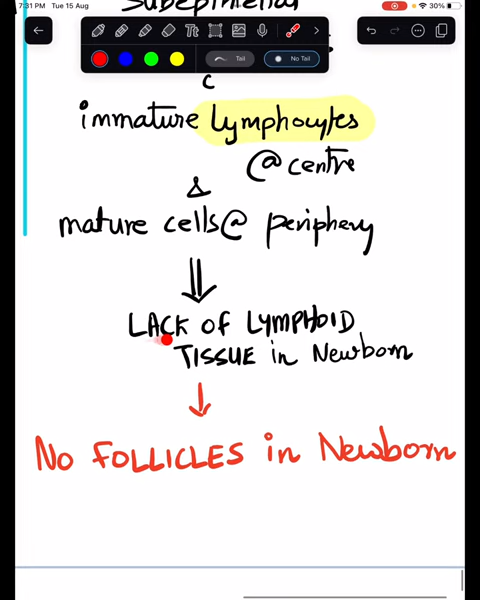 7:31 PM Tue 15 Aug
30%
Subepithelial
Tail
No Tail
c
immature lymphocytes
@ centre
&
mature cells @ periphery
LACK OF LYMPHOID
TISSUE in Newborn
NO FOLLICLES in Newborn